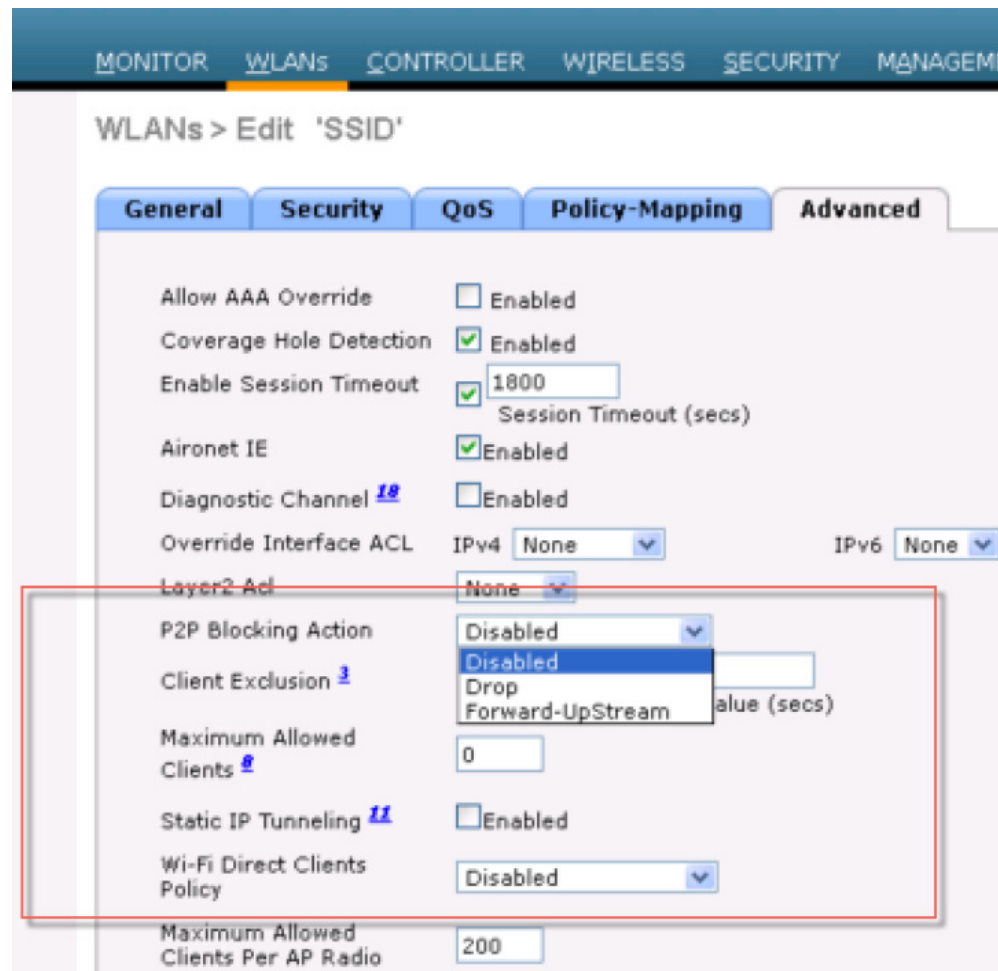 MONITOR WLANs CONTROLLER WIRELESS SECURITY MANAGEM
WLANs > Edit 'SSID'
General Security QoS Policy-Mapping Advanced
Allow AAA Override Enabled
Coverage Hole Detection Enabled
Enable Session Timeout 1800
Session Timeout (secs)
Aironet IE Enabled
Diagnostic Channel 18 Enabled
Override Interface ACL IPv4 None IPv6 None
Layer2 Acl None
P2P Blocking Action Disabled
Disabled
Client Exclusion 3
Drop
Forward-UpStream alue (secs)
Maximum Allowed
Clients 8 0
Static IP Tunneling 11 Enabled
Wi-Fi Direct Clients
Policy Disabled
Maximum Allowed
Clients Per AP Radio 200